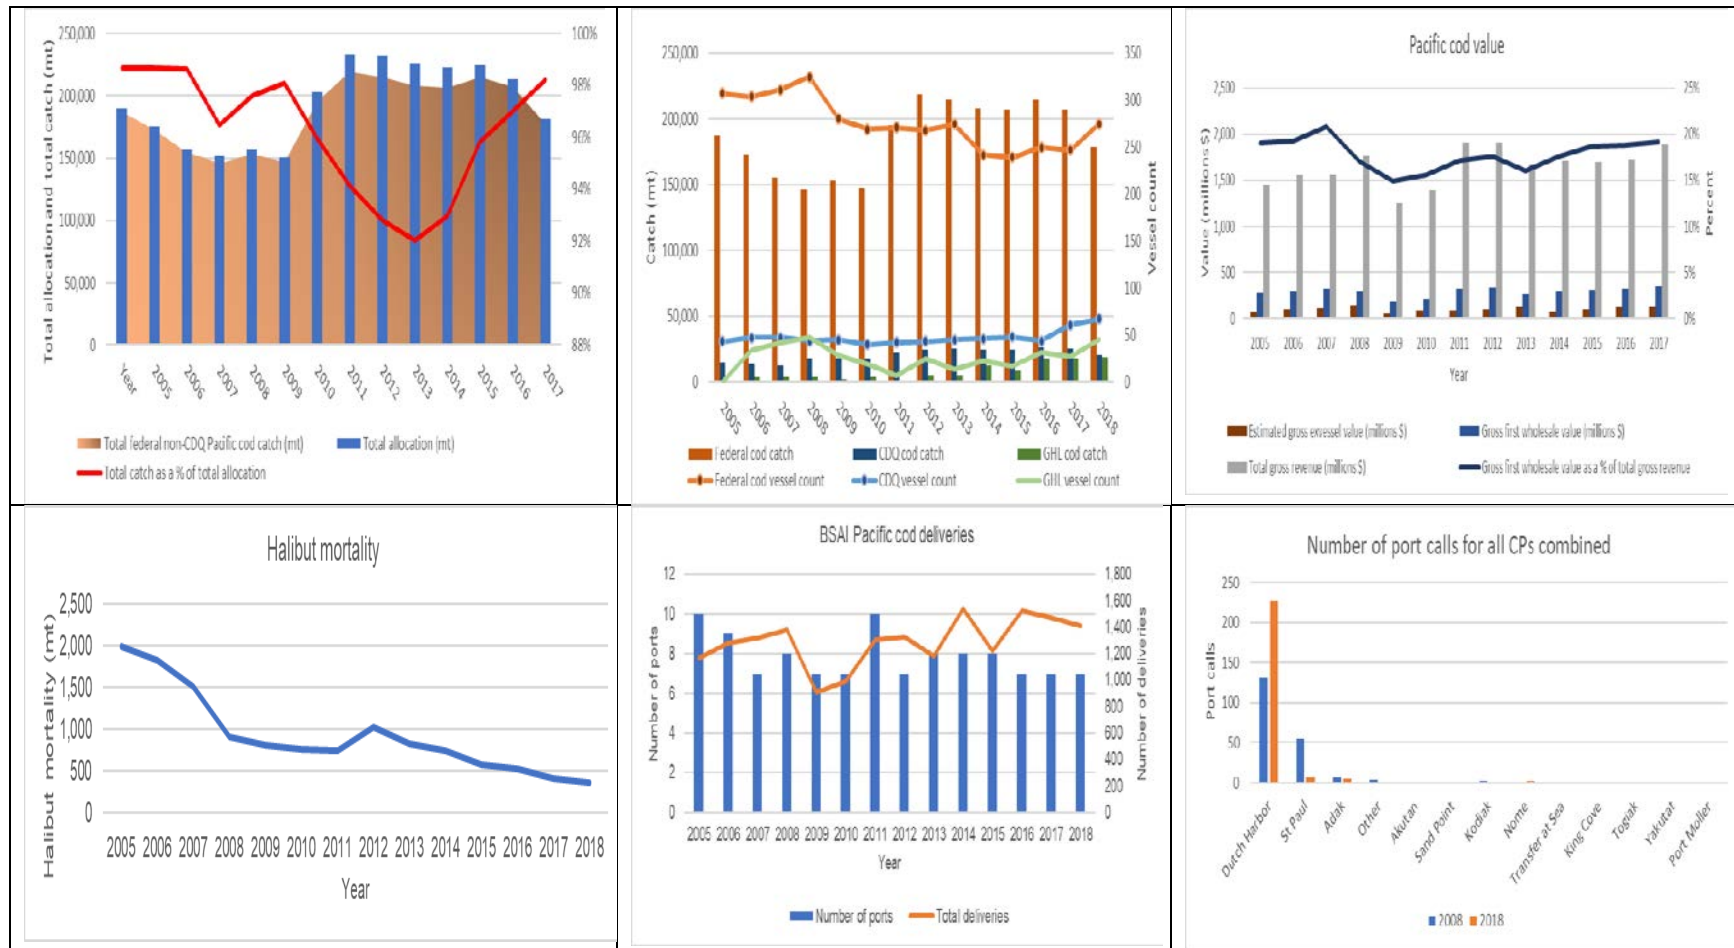 250,000
200,000
150,000
100,000
50,000
0
100%
98%
96%
94%
92%
90%
88%
Total allocation and total catch (mt)
Year 2005 2006 2007 2008 2009 2010 2011 2012 2013 2014 2015 2016 2017
Total federal non-CDQ Pacific cod catch (mt) Total allocation (mt)
Total catch as a % of total allocation
250,000
200,000
150,000
100,000
50,000
0
350
300
250
200
150
100
50
0
Catch (mt)
Vessel count
2005 2006 2007 2008 2009 2010 2011 2012 2013 2014 2015 2016 2017 2018
Federal cod catch CDQ cod catch GHL cod catch
Federal cod vessel count CDQ vessel count GHL vessel count
Pacific cod value
2,500
2,000
1,500
1,000
500
0
25%
20%
15%
10%
5%
0%
Value (millions $)
Percent
2005 2006 2007 2008 2009 2010 2011 2012 2013 2014 2015 2016 2017
Year
Estimated gross exvessel value (millions $) Gross first wholesale value (millions $)
Total gross revenue (millions $) Gross first wholesale value as a % of total gross revenue
Halibut mortality
2,500
2,000
1,500
1,000
500
0
Halibut mortality (mt)
2005 2006 2007 2008 2009 2010 2011 2012 2013 2014 2015 2016 2017 2018
Year
BSAI Pacific cod deliveries
12
10
8
6
4
2
0
1,800
1,600
1,400
1,200
1,000
800
600
400
200
0
Number of ports
Number of deliveries
2005 2006 2007 2008 2009 2010 2011 2012 2013 2014 2015 2016 2017 2018
Year
Number of ports Total deliveries
Number of port calls for all CPs combined
250
200
150
100
50
0
Port calls
Dutch Harbor
St Paul
Adak
Other
Akutan
Sand Point
Kodiak
Nome
Transfer at Sea
King Cove
Togiak
Yakutat
Port Moller
2008 2018